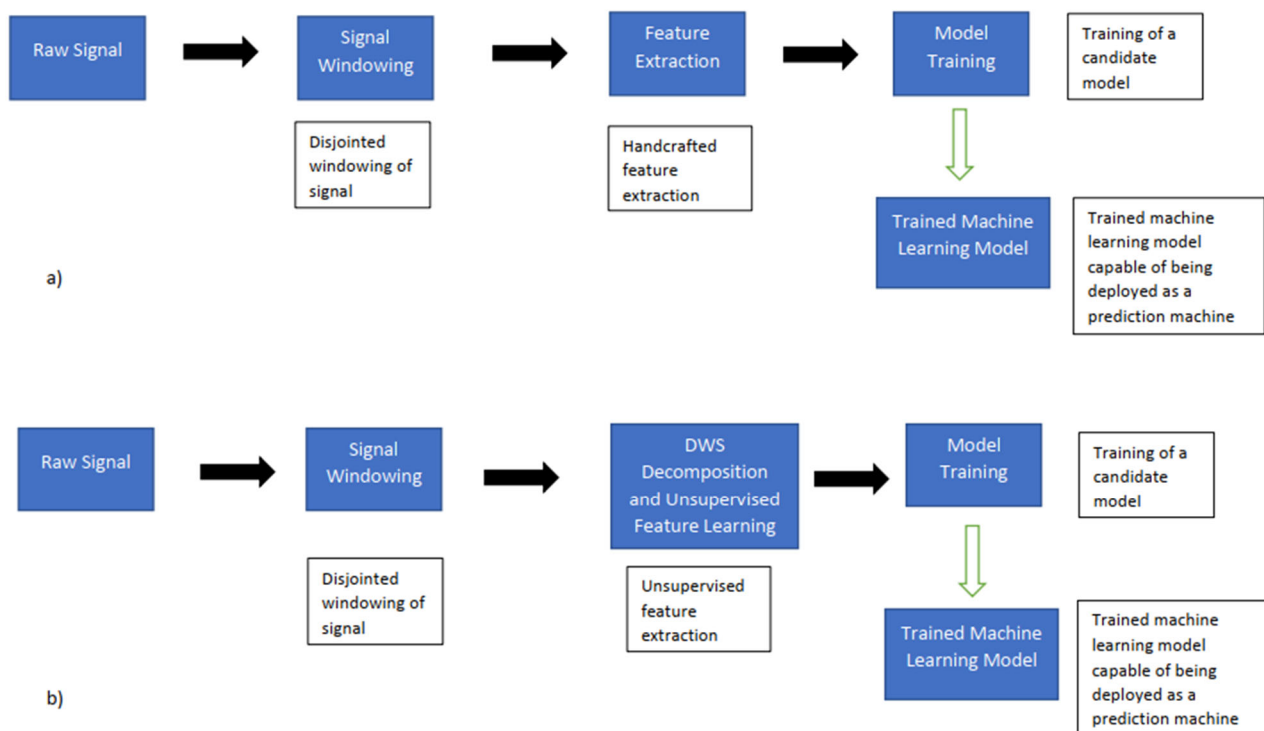 Raw Signal
Signal
Windowing
Feature
Extraction
Model
Training
Training of a
candidate
model
Disjointed
windowing of
signal
Handcrafted
feature
extraction
Trained Machine
Learning Model
Trained machine
learning model
capable of being
deployed as a
prediction machine
a)
Raw Signal
Signal
Windowing
DWS
Decomposition
and Unsupervised
Feature Learning
Model
Training
Training of a
candidate
model
Disjointed
windowing of
signal
Unsupervised
feature
extraction
Trained Machine
Learning Model
Trained machine
learning model
capable of being
deployed as a
prediction machine
b)